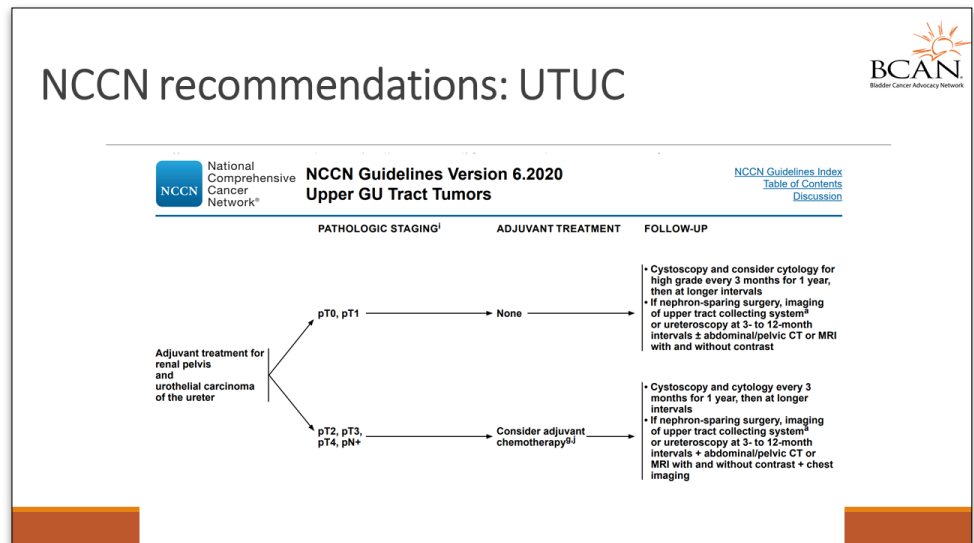 NCCN recommendations: UTUC
BCAN
Bladder Cancer Advocacy Network
NCCN
National
Comprehensive
Cancer
Network®
NCCN Guidelines Version 6.2020
Upper GU Tract Tumors
NCCN Guidelines Index
Table of Contents
Discussion
PATHOLOGIC STAGINGi
ADJUVANT TREATMENT
FOLLOW-UP
Adjuvant treatment for
renal pelvis
and
urothelial carcinoma
of the ureter
pT0, pT1
None
• Cystoscopy and consider cytology for
high grade every 3 months for 1 year,
then at longer intervals
• If nephron-sparing surgery, imaging
of upper tract collecting systema
or ureteroscopy at 3- to 12-month
intervals ± abdominal/pelvic CT or MRI
with and without contrast
pT2, pT3,
pT4, pN+
Consider adjuvant
chemotherapyg,j
• Cystoscopy and cytology every 3
months for 1 year, then at longer
intervals
• If nephron-sparing surgery, imaging
of upper tract collecting systema
or ureteroscopy at 3- to 12-month
intervals + abdominal/pelvic CT or
MRI with and without contrast + chest
imaging